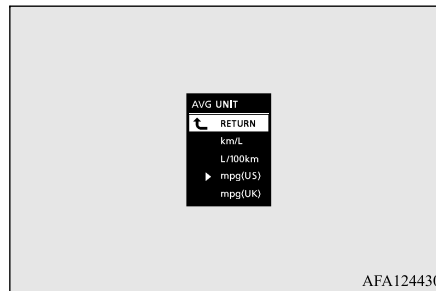 AVG UNIT
RETURN
km/L
L/100km
mpg(US)
mpg(UK)
AFA124430